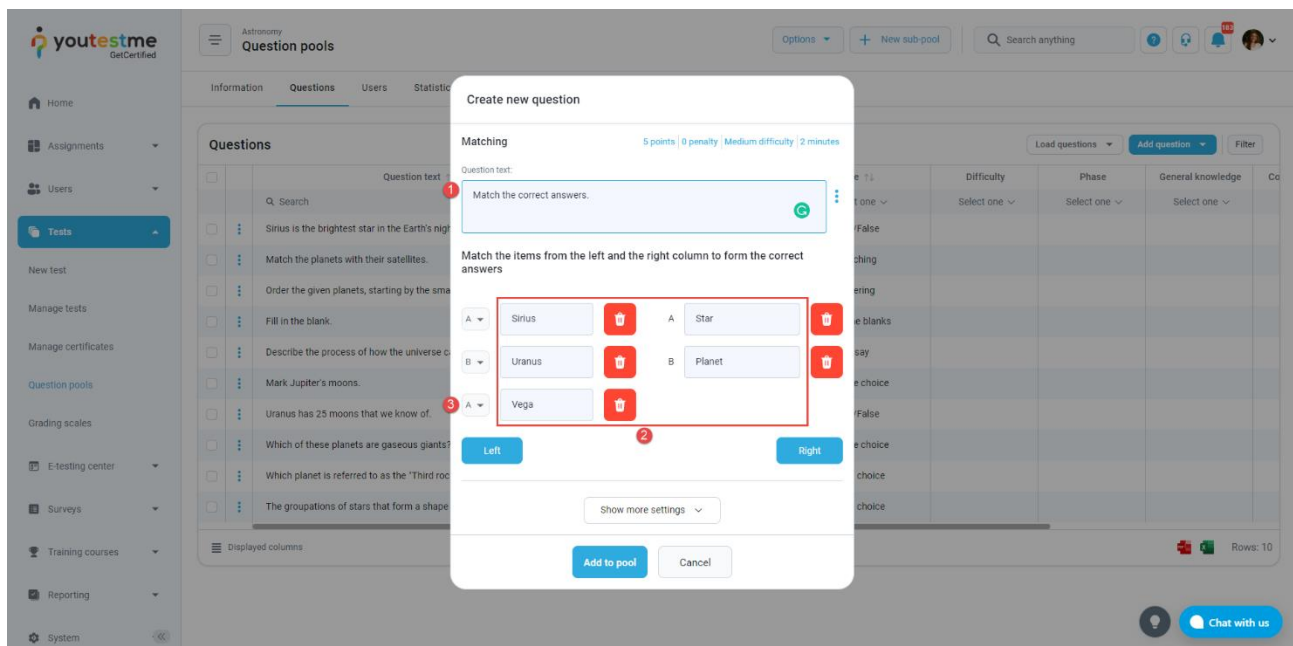 youtestme
GetCertified
Astronomy
Question pools
Options
+ New sub-pool
Search anything
183
Home
Assignments
Users
Tests
New test
Manage tests
Manage certificates
Question pools
Grading scales
E-testing center
Surveys
Training courses
Reporting
System
Information Questions Users
Questions
Load questions
Add question
Filter
Question text
Difficulty Phase General knowledge Co
Search
Select one Select one Select one
Sirius is the brightest star in the Earth's
Match the planets with their satellites.
Order the given planets, starting by the
Fill in the blank.
Describe the process of how the universe
Mark Jupiter's moons.
Uranus has 25 moons that we know of.
Which of these planets are gaseous giants?
Which planet is referred to as the "Third
The groupations of stars that form a shape
/False
choice
/False
choice
choice
choice
Displayed columns
Rows: 10
Create new question
Matching
5 points 0 penalty Medium difficulty 2 minutes
Question text:
1
Match the correct answers.
Match the items from the left and the right column to form the correct
answers
A Sirius A Star
B Uranus B Planet
3 A Vega
2
Left Right
Show more settings
Add to pool Cancel
Chat with us